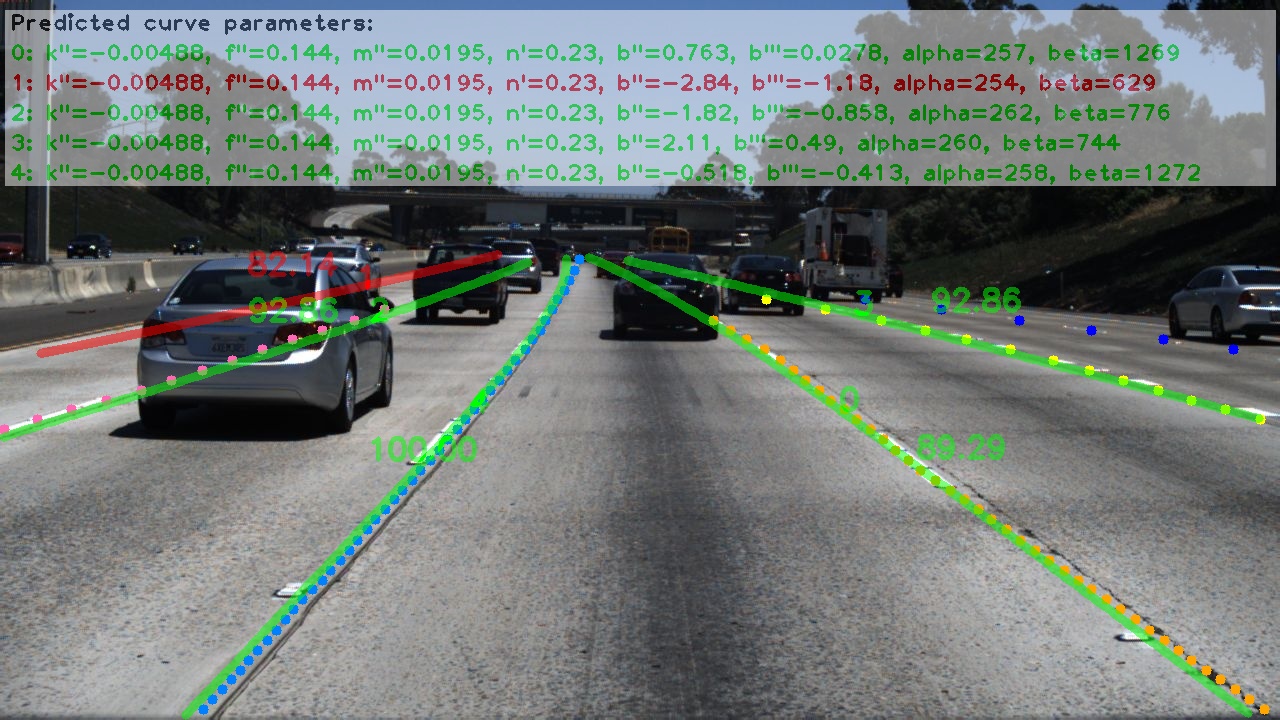 Predicted curve parameters:
0: k''=-0.00488, f''=0.144, m''=0.0195, n'=0.23, b''=0.763, b'''=0.0278, alpha=257, beta=1269
1: k''=-0.00488, f''=0.144, m''=0.0195, n'=0.23, b''=-2.84, b'''=-1.18, alpha=254, beta=629
2: k''=-0.00488, f''=0.144, m''=0.0195, n'=0.23, b''=-1.82, b'''=-0.858, alpha=262, beta=776
3: k''=-0.00488, f''=0.144, m''=0.0195, n'=0.23, b''=2.11, b'''=0.49, alpha=260, beta=744
4: k''=-0.00488, f''=0.144, m''=0.0195, n'=0.23, b''=-0.518, b'''=-0.413, alpha=258, beta=1272
82.14 1
92.86 2
3 92.86
4
0
100.00
89.29